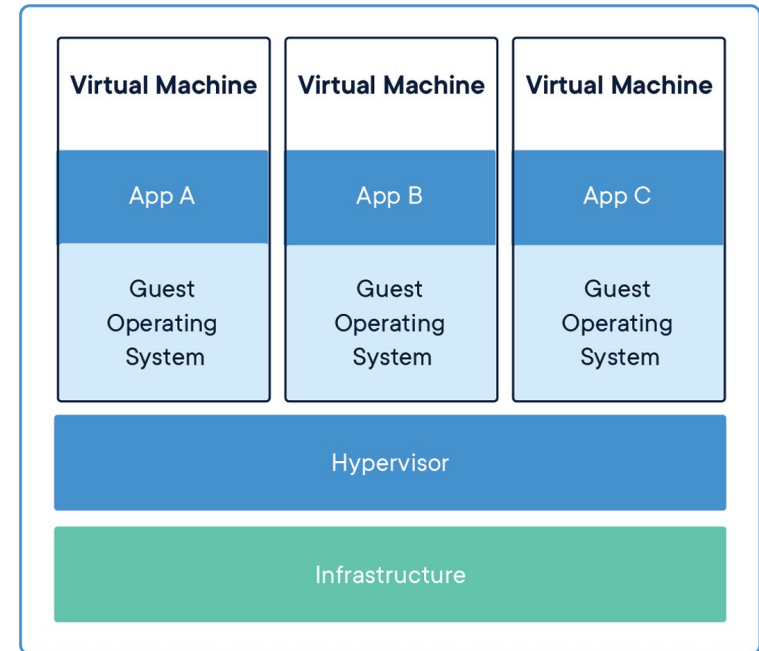 Virtual Machine
Virtual Machine
Virtual Machine
App A
App B
App C
Guest
Operating
System
Guest
Operating
System
Guest
Operating
System
Hypervisor
Infrastructure